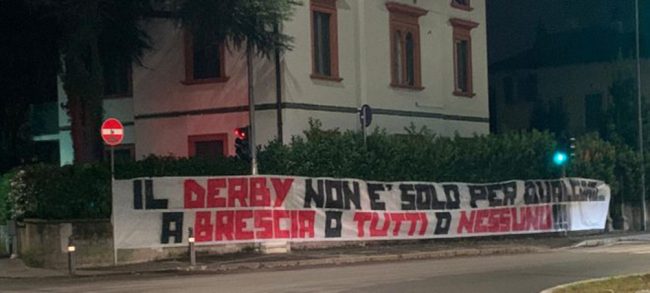 IL DERBY NON E' SOLO PER QUALCUNO
A BRESCIA O TUTTI O NESSUNO!!!